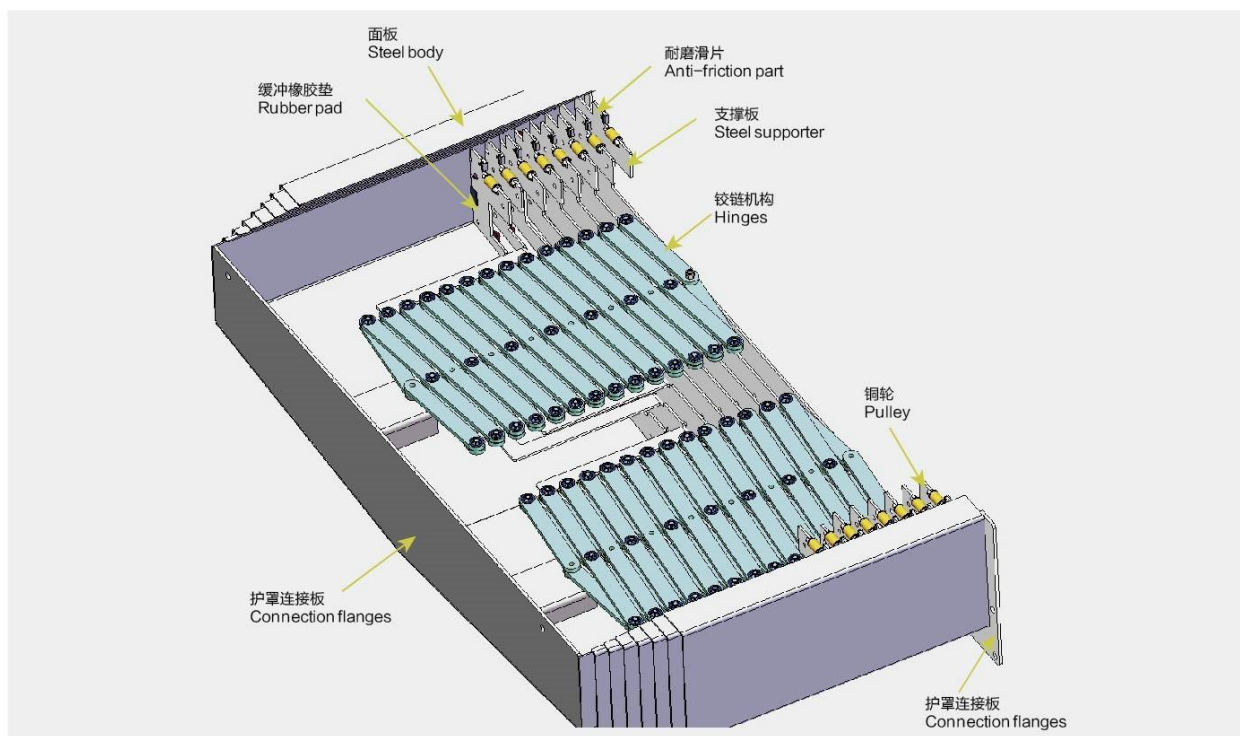 面板
Steel body
耐磨滑片
Anti-friction part
缓冲橡胶垫
Rubber pad
支撑板
Steel supporter
铰链机构
Hinges
铜轮
Pulley
护罩连接板
Connection flanges
护罩连接板
Connection flanges